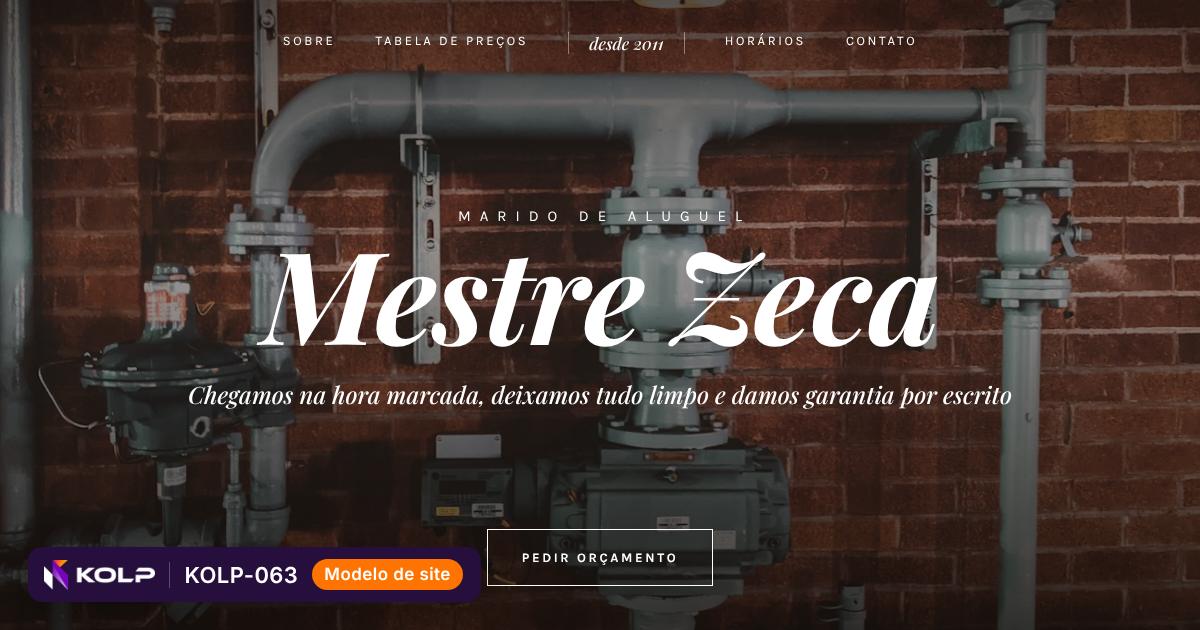 SOBRE
TABELA DE PREÇOS
desde 2011
HORÁRIOS
CONTATO
MARIDO DE ALUGUEL
Mestre Zeca
Chegamos na hora marcada, deixamos tudo limpo e damos garantia por escrito
PEDIR ORÇAMENTO
KOLP
KOLP-063
Modelo de site